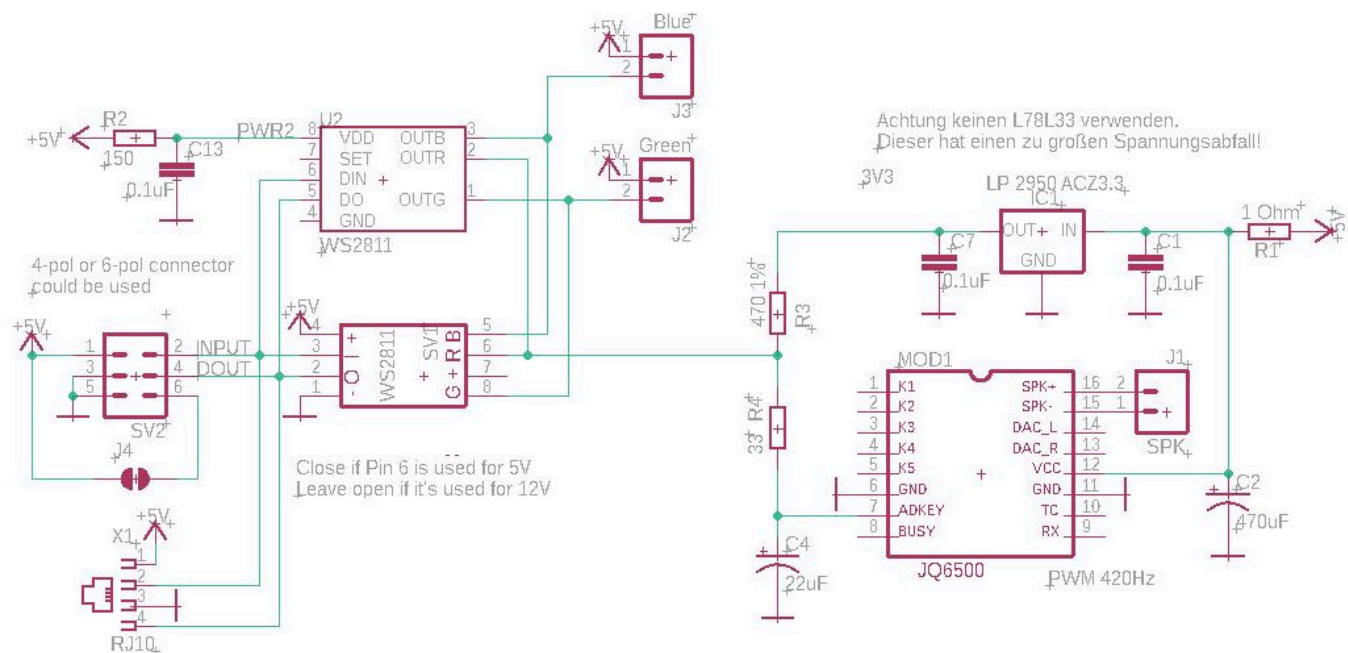 Blue
+5V
1
2
J3
Green
+5V
1
2
J2
+5V
R2
150
C13
0.1uF
PWR2
U2
8 VDD OUTB 3
7 SET OUTR 2
6 DIN
5 DO OUTG 1
4 GND
WS2811
4-pol or 6-pol connector
could be used
+5V
1 2 INPUT
3 4 DOUT
5 6
SV2
J4
+5V
4 + B 5
3 I R 6
2 O 7
1 - G 8
WS2811
SV1
Close if Pin 6 is used for 5V
Leave open if it's used for 12V
+5V
X1
1
2
3
4
RJ10
Achtung keinen L78L33 verwenden.
Dieser hat einen zu großen Spannungsabfall!
3V3
LP 2950 ACZ3.3
IC1
OUT IN
GND
C7
0.1uF
C1
0.1uF
1 Ohm
R1
+5V
470 1%
R3
33
R4
C4
22uF
MOD1
1 K1 SPK+ 16
2 K2 SPK- 15
3 K3 DAC_L 14
4 K4 DAC_R 13
5 K5 VCC 12
6 GND GND 11
7 ADKEY TC 10
8 BUSY RX 9
JQ6500
PWM 420Hz
J1
2
1
SPK
C2
470uF